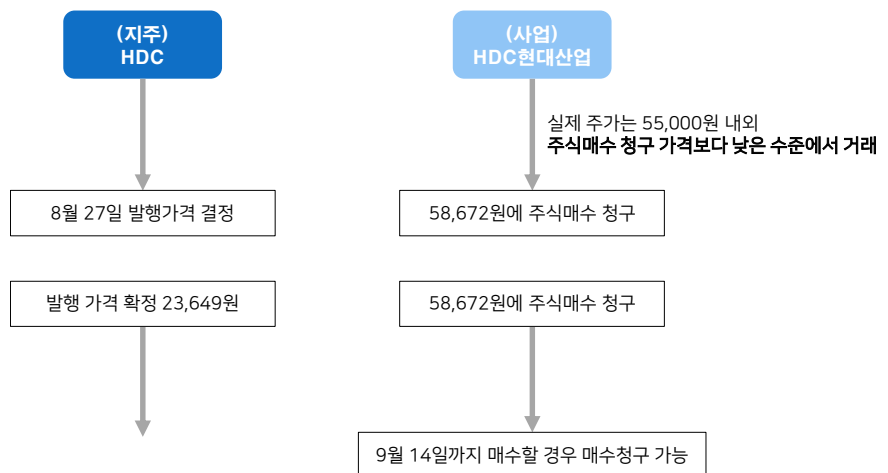 (지주)
HDC
(사업)
HDC현대산업
실제 주가는 55,000원 내외
주식매수 청구 가격보다 낮은 수준에서 거래
8월 27일 발행가격 결정
58,672원에 주식매수 청구
발행 가격 확정 23,649원
58,672원에 주식매수 청구
9월 14일까지 매수할 경우 매수청구 가능